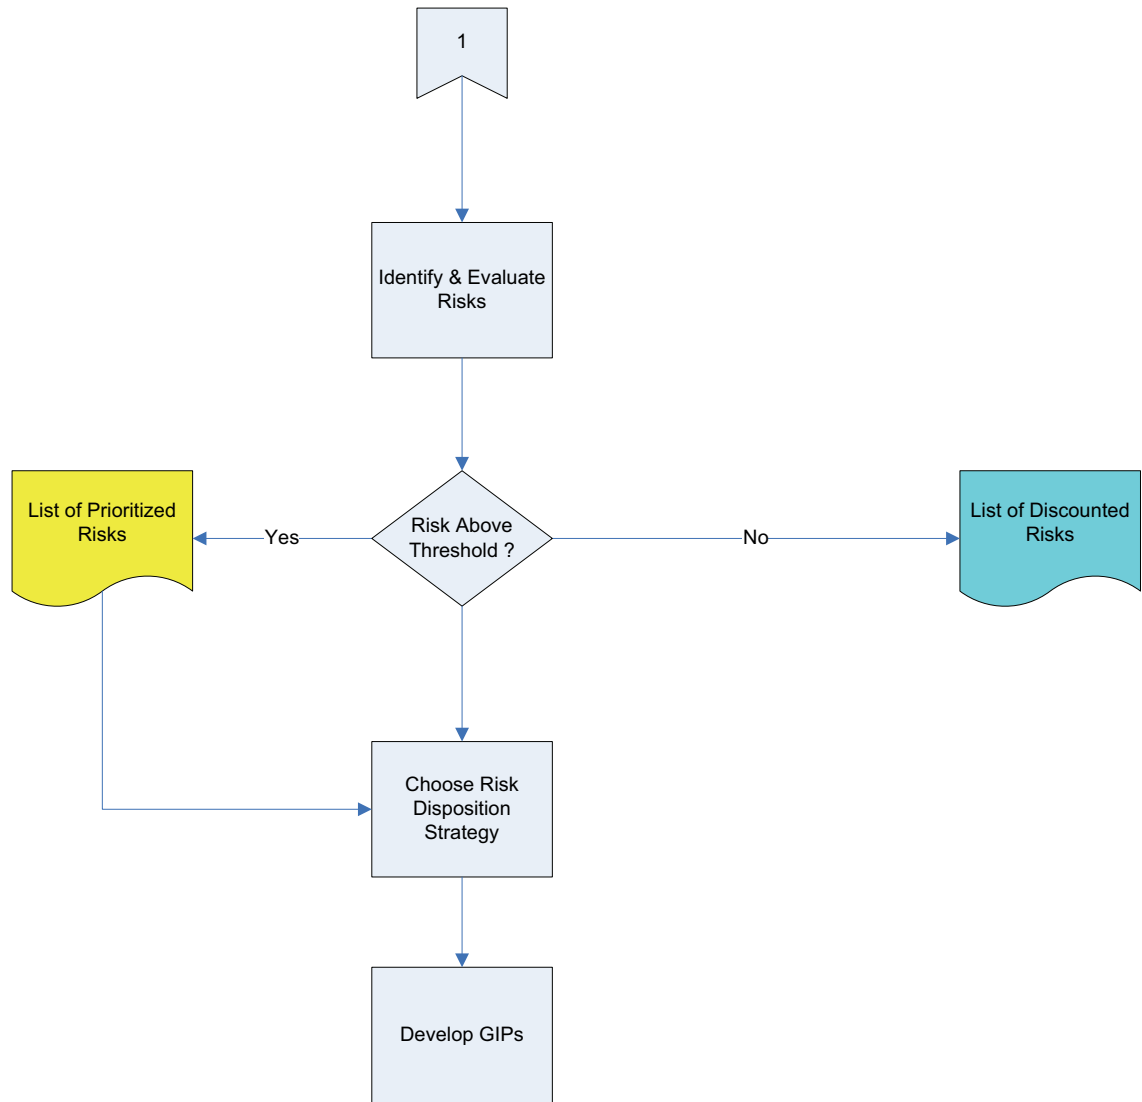 1
Identify & Evaluate
Risks
List of Prioritized
Risks
Yes
Risk Above
Threshold ?
No
List of Discounted
Risks
Choose Risk
Disposition
Strategy
Develop GIPs